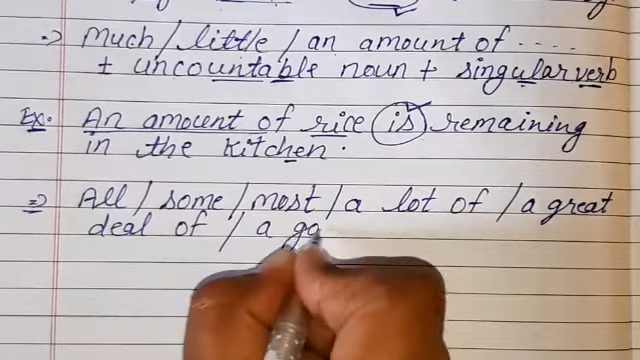 → Much / little / an amount of ....
± uncountable noun + singular verb
Ex. An amount of rice is remaining
in the kitchen.
⇒ All / some / most / a lot of / a great
deal of / a go